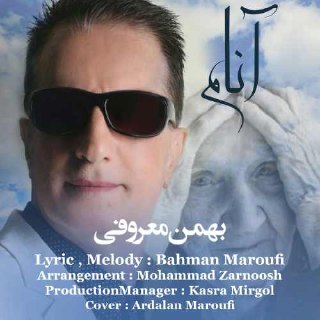 آنام
بهمن معروفی
Lyric , Melody : Bahman Maroufi
Arrangement : Mohammad Zarnoosh
ProductionManager : Kasra Mirgol
Cover : Ardalan Maroufi